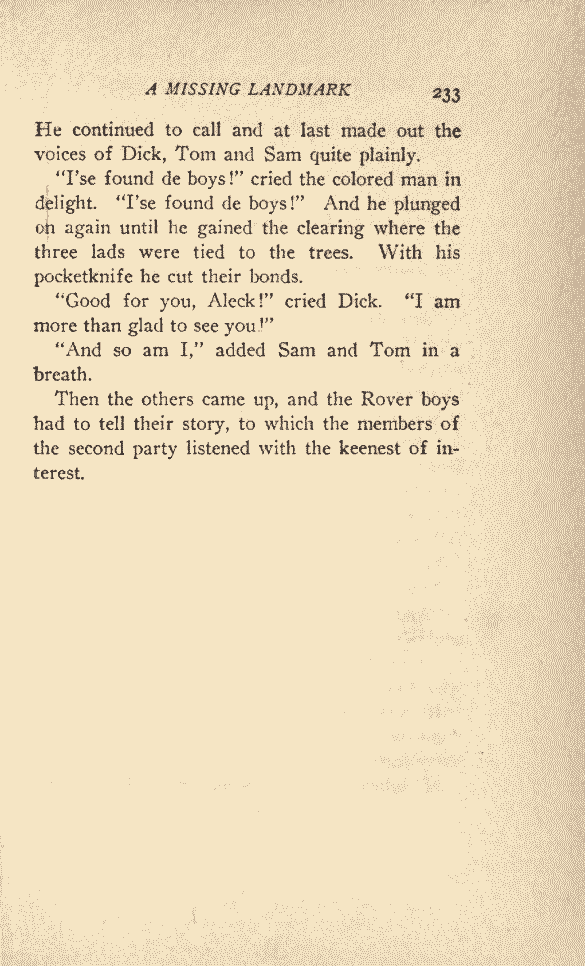 A MISSING LANDMARK 233
He continued to call and at last made out the
voices of Dick, Tom and Sam quite plainly.
"I'se found de boys!" cried the colored man in
delight. "I'se found de boys!" And he plunged
on again until he gained the clearing where the
three lads were tied to the trees. With his
pocketknife he cut their bonds.
"Good for you, Aleck!" cried Dick. "I am
more than glad to see you!"
"And so am I," added Sam and Tom in a
breath.
Then the others came up, and the Rover boys
had to tell their story, to which the members of
the second party listened with the keenest of in-
terest.